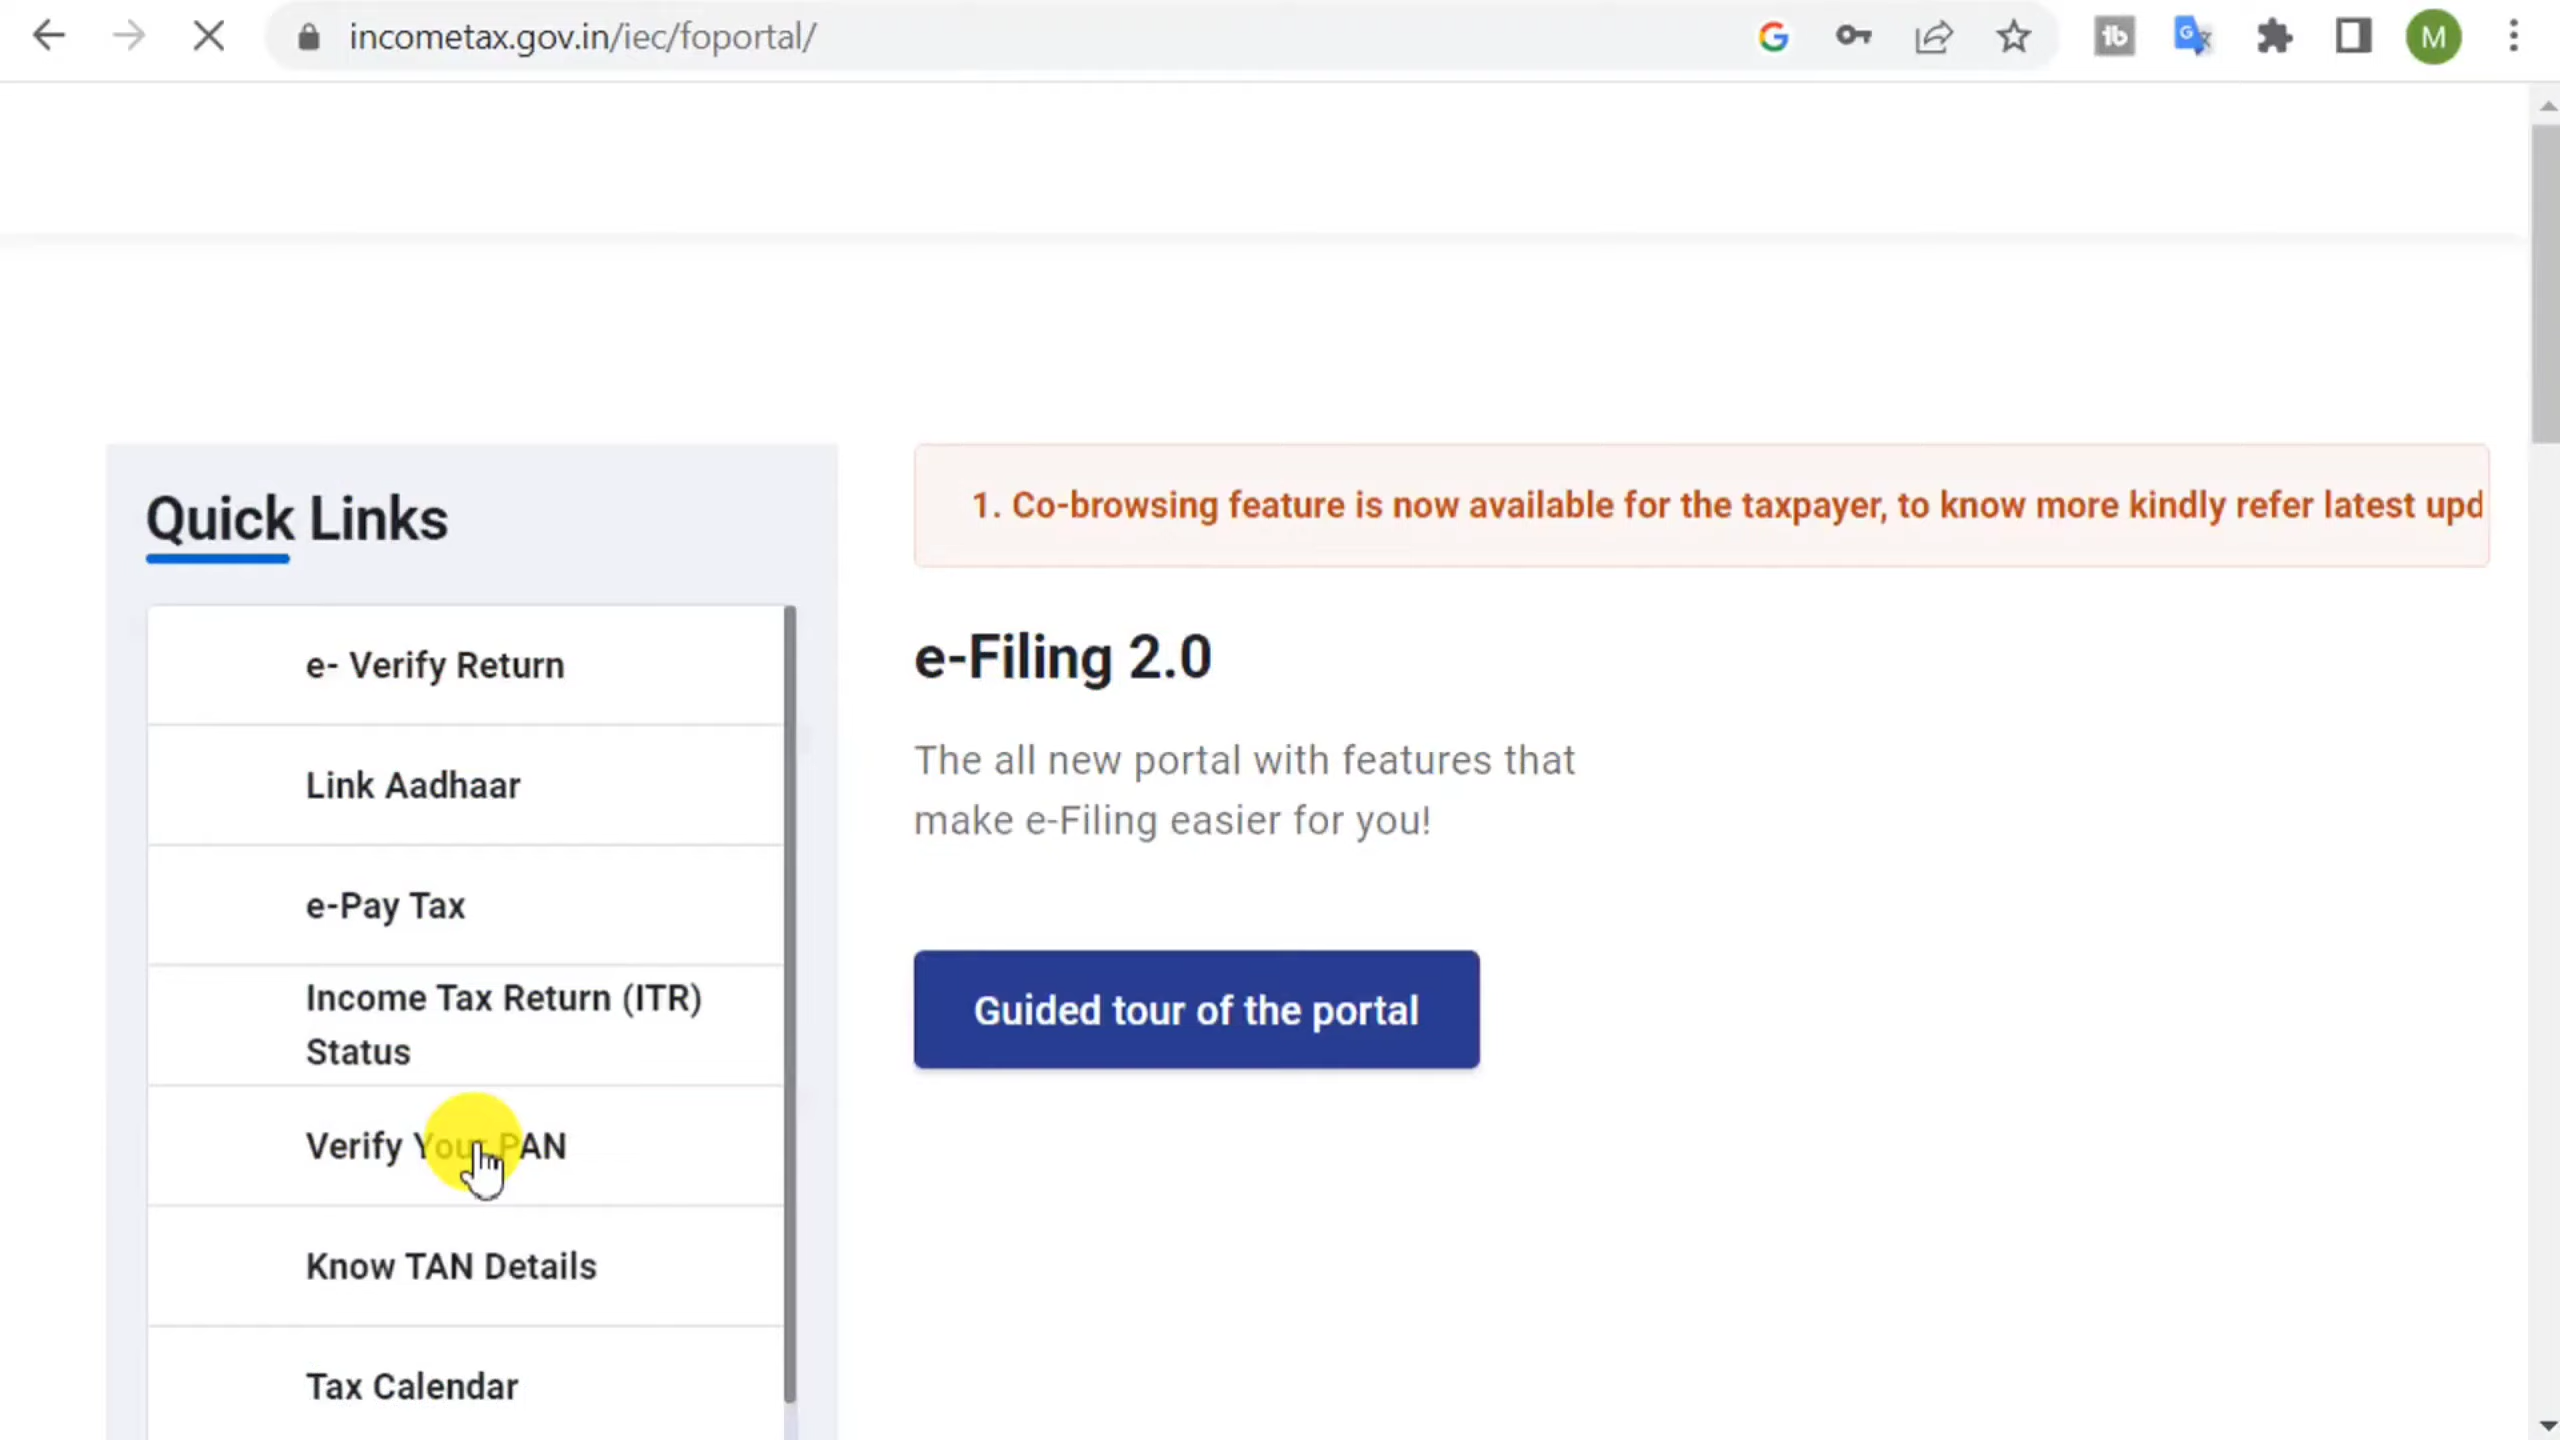 incometax.gov.in/iec/foportal/
M
Quick Links
1. Co-browsing feature is now available for the taxpayer, to know more kindly refer latest upd
e- Verify Return
Link Aadhaar
e-Pay Tax
Income Tax Return (ITR)
Status
Verify Your PAN
Know TAN Details
Tax Calendar
e-Filing 2.0
The all new portal with features that
make e-Filing easier for you!
Guided tour of the portal